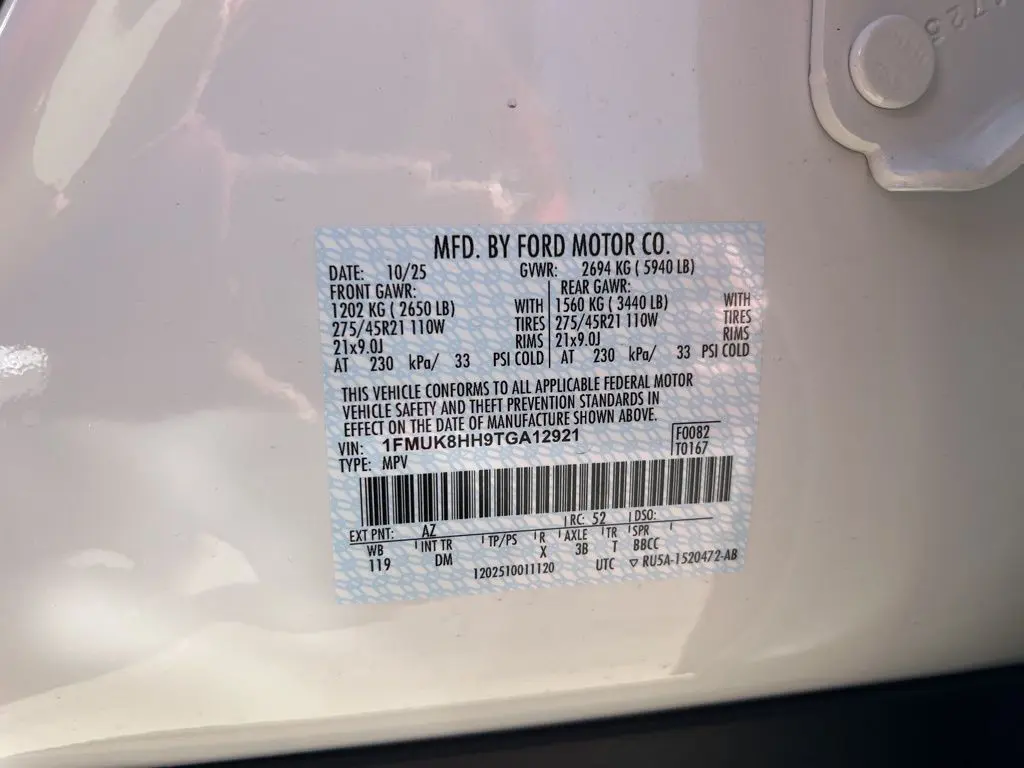 MFD. BY FORD MOTOR CO.
DATE: 10/25 GVWR: 2694 KG ( 5940 LB)
FRONT GAWR: REAR GAWR:
1202 KG ( 2650 LB) WITH 1560 KG ( 3440 LB) WITH
275/45R21 110W TIRES 275/45R21 110W TIRES
21x9.0J RIMS 21x9.0J RIMS
AT 230 kPa/ 33 PSI COLD AT 230 kPa/ 33 PSI COLD
THIS VEHICLE CONFORMS TO ALL APPLICABLE FEDERAL MOTOR
VEHICLE SAFETY AND THEFT PREVENTION STANDARDS IN
EFFECT ON THE DATE OF MANUFACTURE SHOWN ABOVE.
VIN: 1FMUK8HH9TGA12921 F0082
TYPE: MPV T0167
EXT PNT: AZ RC: 52 DSO:
WB INT TR TP/PS R AXLE TR SPR
119 DM X 3B T BBCC
1202510011120 UTC ▽ RU5A-1520472-AB